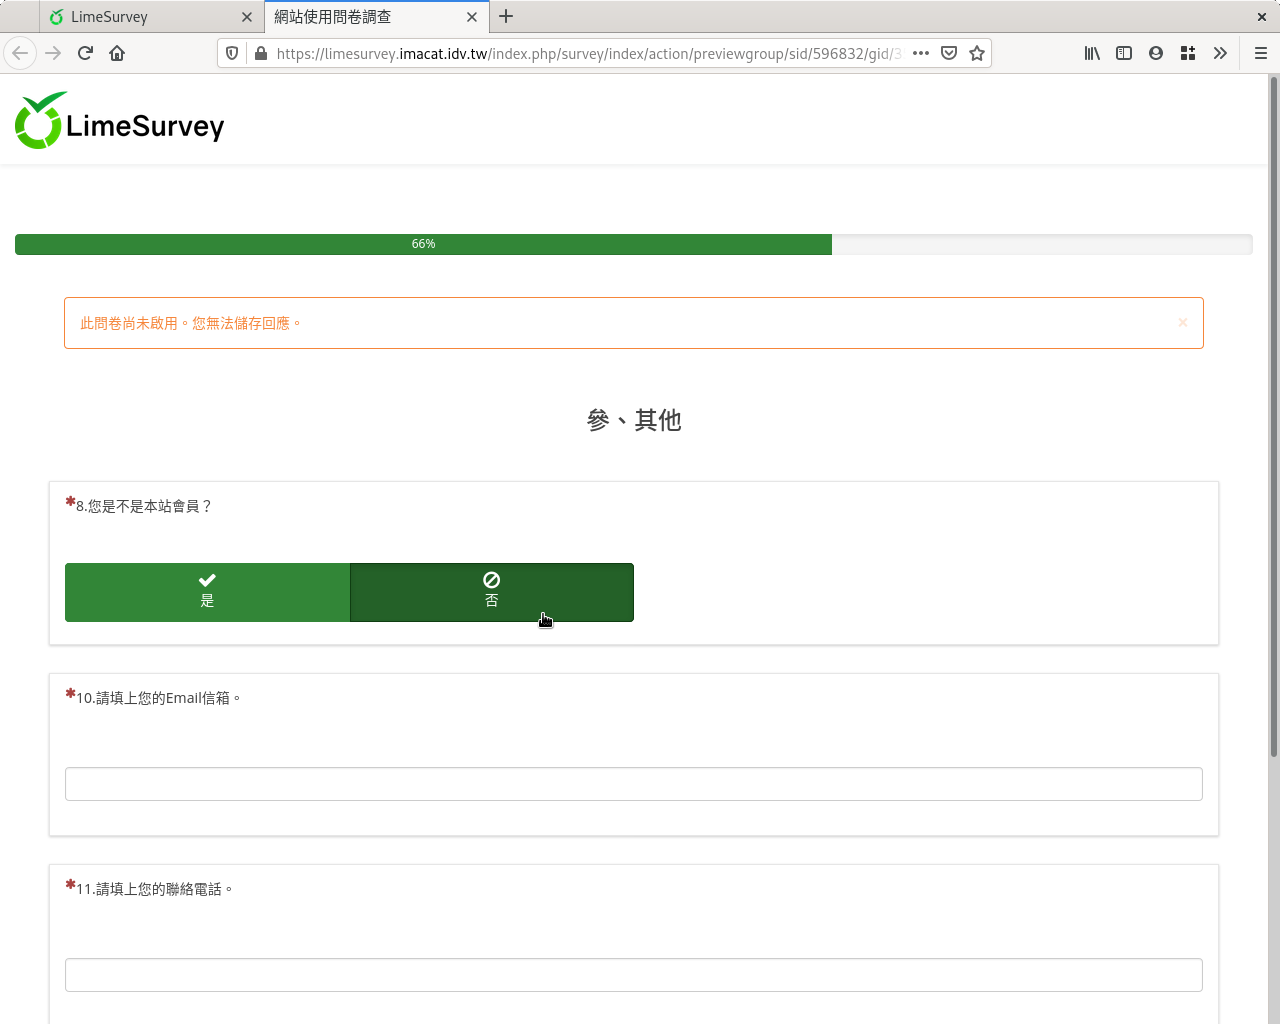 LimeSurvey
網站使用問卷調查
https://limesurvey.imacat.idv.tw/index.php/survey/index/action/previewgroup/sid/596832/gid/3
LimeSurvey
66%
此問卷尚未啟用。您無法儲存回應。
參、其他
*8.您是不是本站會員？
是
否
*10.請填上您的Email信箱。
*11.請填上您的聯絡電話。